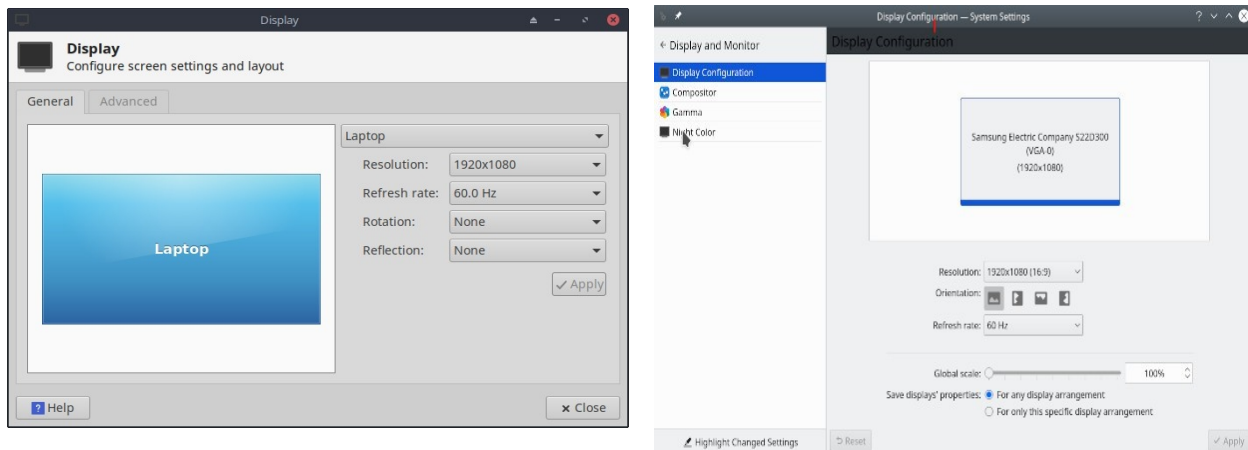 Display
Display
Configure screen settings and layout
General
Advanced
Laptop
Laptop
Resolution: 1920x1080
Refresh rate: 60.0 Hz
Rotation: None
Reflection: None
✓ Apply
? Help
× Close
Display Configuration — System Settings
Display and Monitor
Display Configuration
Compositor
Gamma
Night Color
Highlight Changed Settings
Display Configuration
Samsung Electric Company S22D300
(VGA-0)
(1920x1080)
Resolution: 1920x1080 (16:9)
Orientation:
Refresh rate: 60 Hz
Global scale: 100%
Save displays' properties: For any display arrangement
For only this specific display arrangement
Reset
✓ Apply